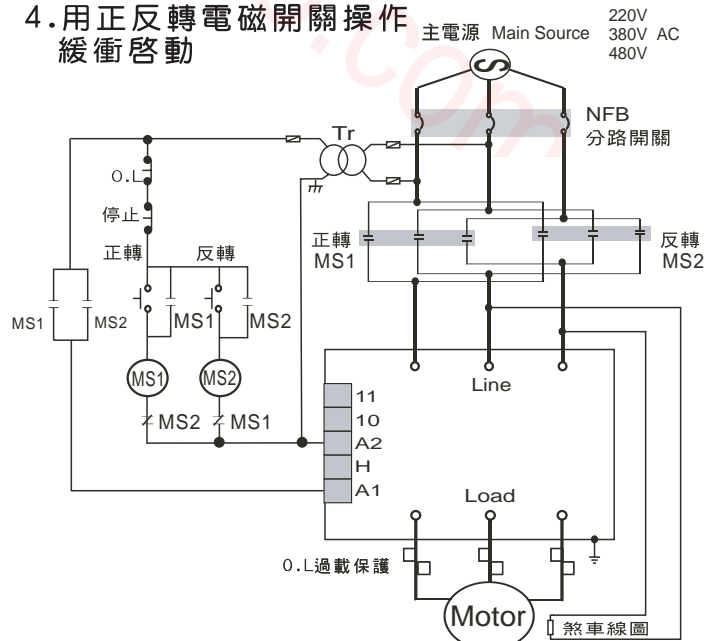 4.用正反轉電磁開關操作
緩衝啓動
主電源 Main Source
220V
380V AC
480V
NFB
分路開關
Tr
O.L
停止
正轉
反轉
正轉
MS1
反轉
MS2
MS1
MS2
MS1
MS2
MS1
MS2
MS2
MS1
Line
11
10
A2
H
A1
Load
O.L過載保護
Motor
煞車線圈